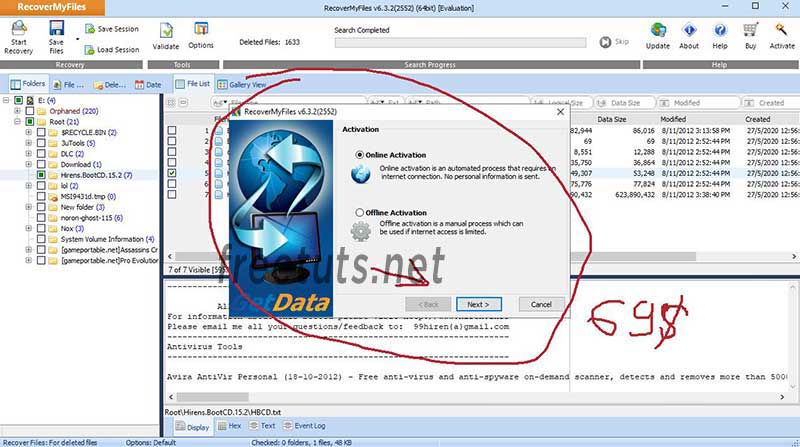 RecoverMyFiles
RecoverMyFiles v6.3.2(2552) (64bit) [Evaluation]
Start Recovery
Save Files
Save Session
Load Session
Validate
Options
Deleted Files: 1633
Search Completed
Skip
Update
About
Help
Buy
Activate
Recovery
Tools
Search Progress
Help
Folders
File ...
Dele...
Date
File List
Gallery View
E: (4)
Orphaned (220)
Root (21)
$RECYCLE.BIN (2)
3uTools (5)
DLC (2)
Download (1)
Hirens.BootCD.15.2 (7)
lol (2)
MSI9431d.tmp (2)
New folder (3)
noron-ghost-115 (2)
Nox (2)
System Volume Information (4)
[gameportable.net]Assassins Cr
[gameportable.net]Pro Evolution
Filename
Ext
Path
Logical Size
Data Size
Modified
Created
Data Size
Modified
Created
1
2
3
4
5
6
7
82,944 86,016 8/11/2012 3:13:58 PM 27/5/2020 12:56:
69 69 8/11/2012 2:52:44 PM 27/5/2020 12:56:
8,551 12,288 8/11/2012 2:52:44 PM 27/5/2020 12:56:
35,750 36,864 8/11/2012 2:52:44 PM 27/5/2020 12:56:
49,307 53,248 8/11/2012 2:52:44 PM 27/5/2020 12:56:
75,776 77,824 8/11/2012 2:52:44 PM 27/5/2020 12:56:
90,432 623,890,432 8/11/2012 3:38:40 PM 27/5/2020 12:56:
RecoverMyFiles v6.3.2(2552)
Activation
Online Activation
Online activation is an automated process that requires an
internet connection. No personal information is sent.
Offline Activation
Offline activation is a manual process which can
be used if internet access is limited.
freetuts.net
GetData
< Back
Next >
Cancel
698
7 of 7 Visible
All
For information
Please email me all your questions/feedback to: 99hiren(a)gmail.com
Antivirus Tools
Avira AntiVir Personal (18-10-2012) - Free anti-virus and anti-spyware on-demand scanner, detects and removes more than 5000
Root\Hirens.BootCD.15.2\HBCD.txt
Display
Hex
Text
Event Log
Recover Files: For deleted files
Options: Default
Checked: 0 folders, 1 files, 48 KB